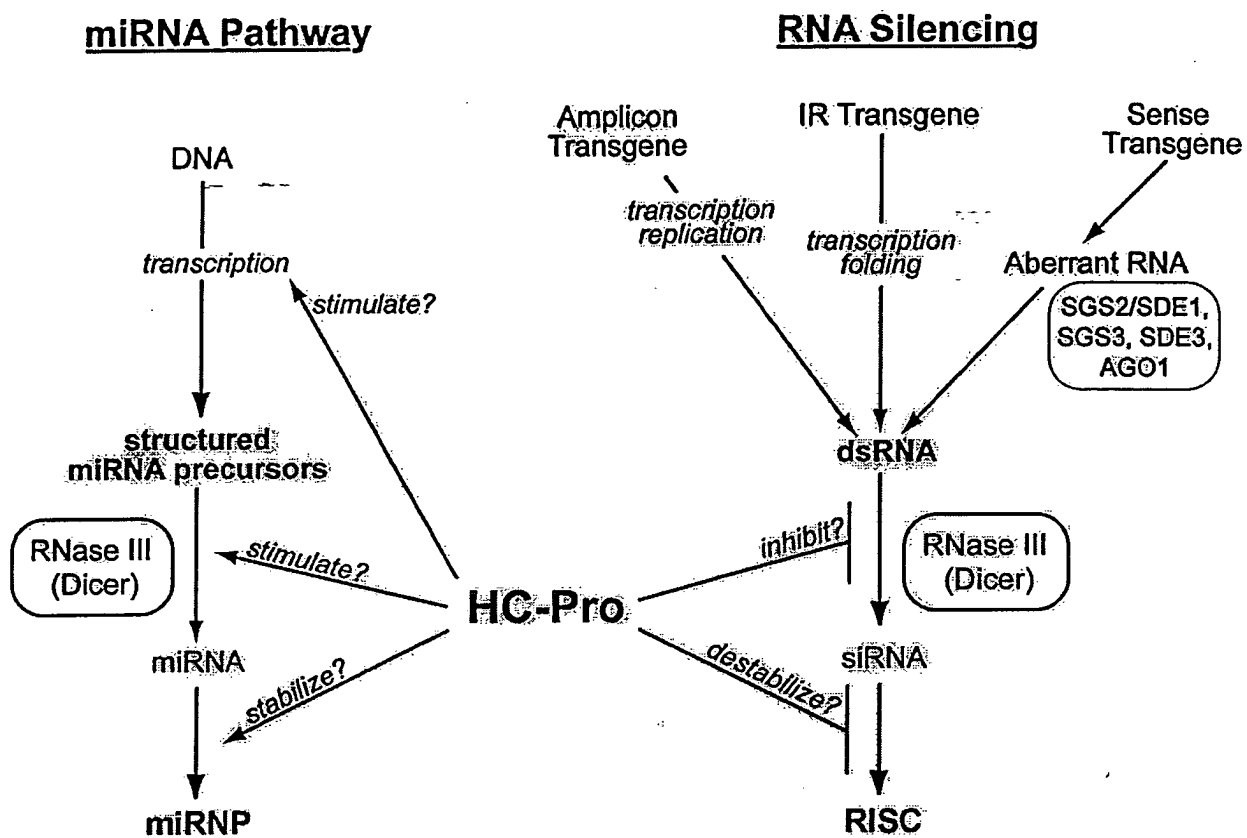 miRNA Pathway
DNA
transcription
stimulate?
structured
miRNA precursors
RNase III
(Dicer)
stimulate?
miRNA
stabilize?
miRNP
HC-Pro
RNA Silencing
Amplicon
Transgene
transcription
replication
IR Transgene
transcription
folding
Sense
Transgene
Aberrant RNA
SGS2/SDE1,
SGS3, SDE3,
AGO1
dsRNA
inhibit?
RNase III
(Dicer)
siRNA
destabilize?
RISC